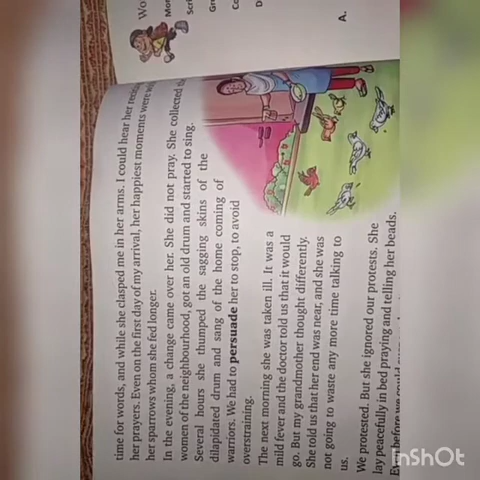 time for words, and while she clasped me in her arms. I could hear her
her prayers. Even on the first day of my arrival, her happiest moments were
her sparrows whom she fed longer.
In the evening, a change came over her. She did not pray. She collected
women of the neighbourhood, got an old drum and started to sing.
Several hours she thumped the sagging skins of the
dilapidated drum and sang of the home coming of
warriors. We had to persuade her to stop, to avoid
overstraining.
The next morning she was taken ill. It was a
mild fever and the doctor told us that it would
go. But my grandmother thought differently.
She told us that her end was near, and she was
not going to waste any more time talking to
us.
We protested. But she ignored our protests. She
lay peacefully in bed praying and telling her beads.
before we could
A.
InShOt